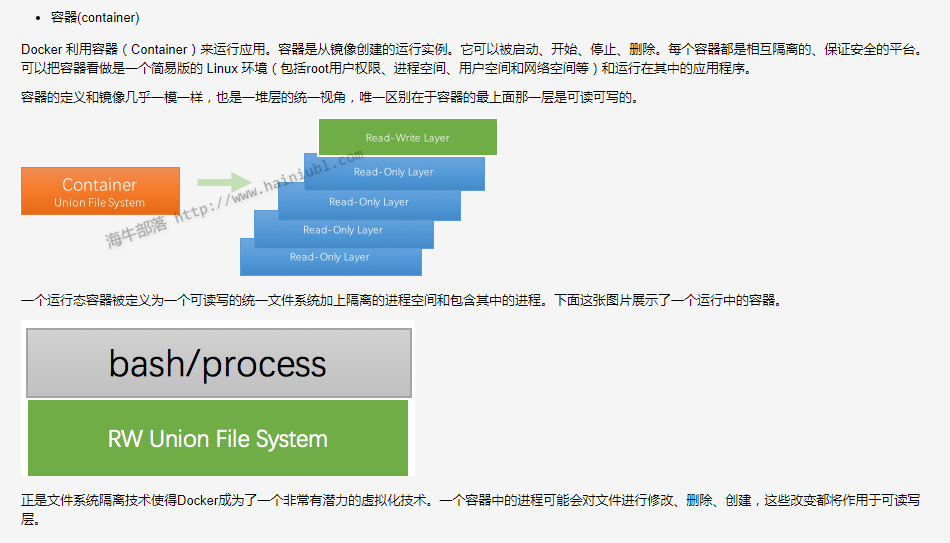 容器(container)
Docker 利用容器（Container）来运行应用。容器是从镜像创建的运行实例。它可以被启动、开始、停止、删除。每个容器都是相互隔离的、保证安全的平台。
可以把容器看做是一个简易版的 Linux 环境（包括root用户权限、进程空间、用户空间和网络空间等）和运行在其中的应用程序。
容器的定义和镜像几乎一模一样，也是一堆层的统一视角，唯一区别在于容器的最上面那一层是可读可写的。
Read-Write Layer
Read-Only Layer
Container
Union File System
Read-Only Layer
Read-Only Layer
Read-Only Layer
海牛部落 http://www.hainiubl.com
一个运行态容器被定义为一个可读写的统一文件系统加上隔离的进程空间和包含其中的进程。下面这张图片展示了一个运行中的容器。
bash/process
RW Union File System
正是文件系统隔离技术使得Docker成为了一个非常有潜力的虚拟化技术。一个容器中的进程可能会对文件进行修改、删除、创建，这些改变都将作用于可读写
层。